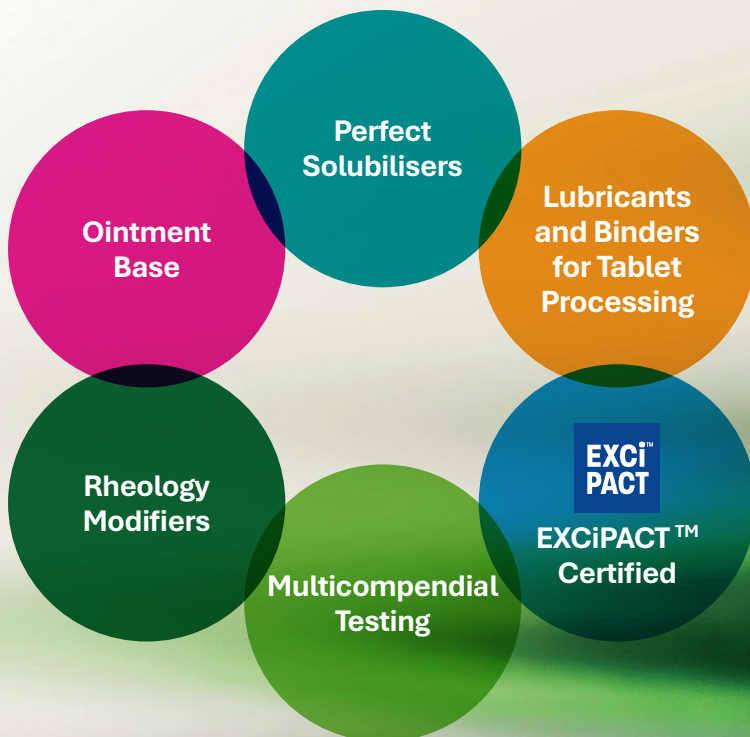 Perfect
Solubilisers
Lubricants
and Binders
for Tablet
Processing
EXCi™
PACT
EXCiPACT™
Certified
Multicompendial
Testing
Rheology
Modifiers
Ointment
Base